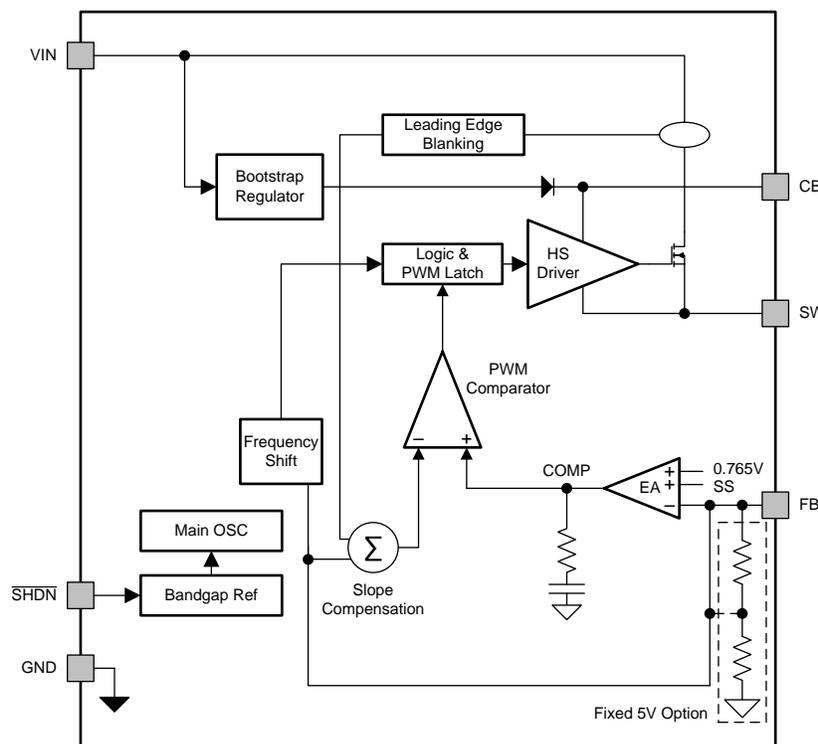 VIN
Leading Edge
Blanking
Bootstrap
Regulator
CB
Logic &
PWM Latch
HS
Driver
SW
PWM
Comparator
− +
Frequency
Shift
COMP
EA
+
+
−
0.765V
SS
FB
Main OSC
Σ
SHDN
Bandgap Ref
Slope
Compensation
GND
Fixed 5V Option